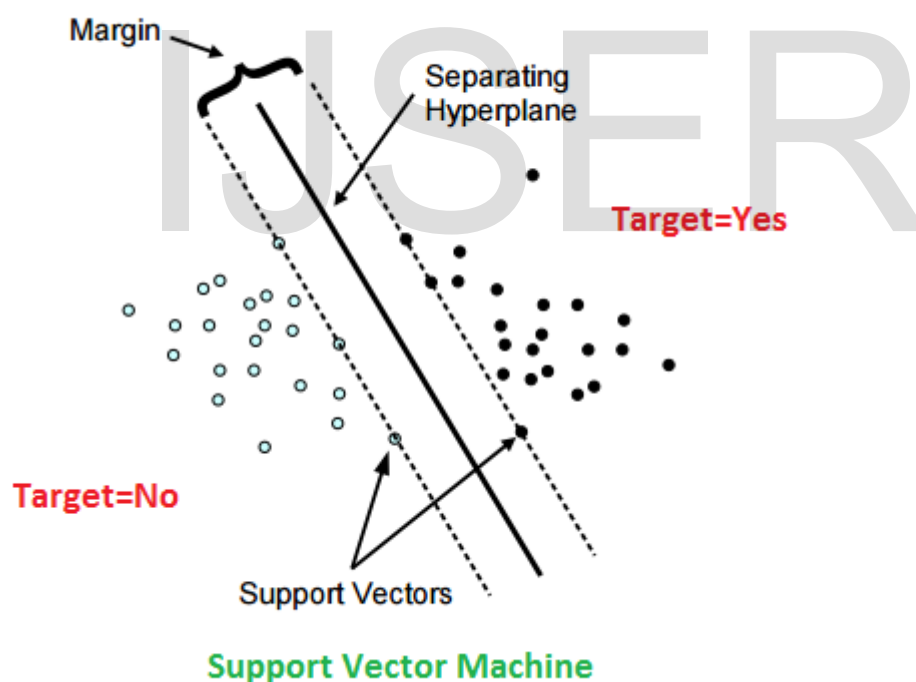 IJSER
Margin
Separating
Hyperplane
Target=Yes
Target=No
Support Vectors
Support Vector Machine